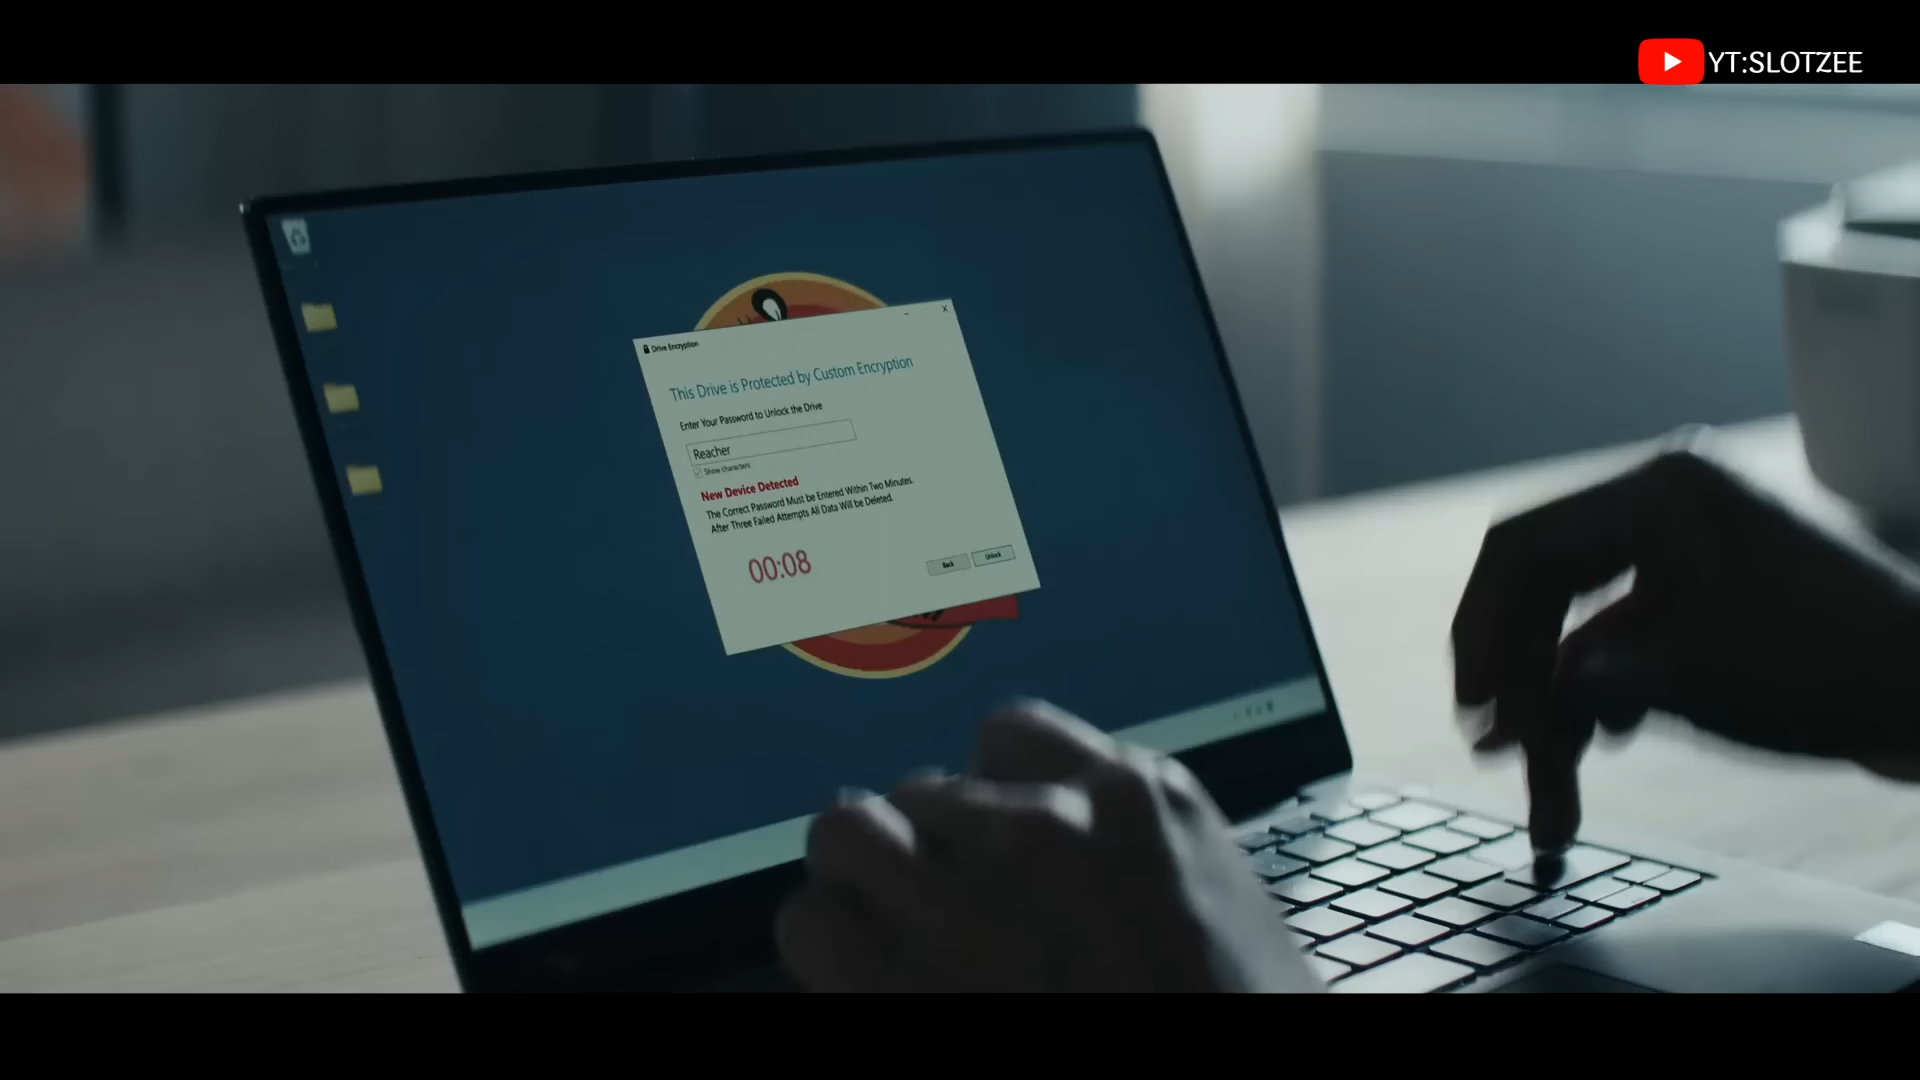 YT:SLOTZEE
Drive Encryption
This Drive is Protected by Custom Encryption
Enter Your Password to Unlock the Drive
Reacher
Show characters
New Device Detected
The Correct Password Must be Entered Within Two Minutes.
After Three Failed Attempts All Data Will be Deleted.
00:08
Back
Unlock